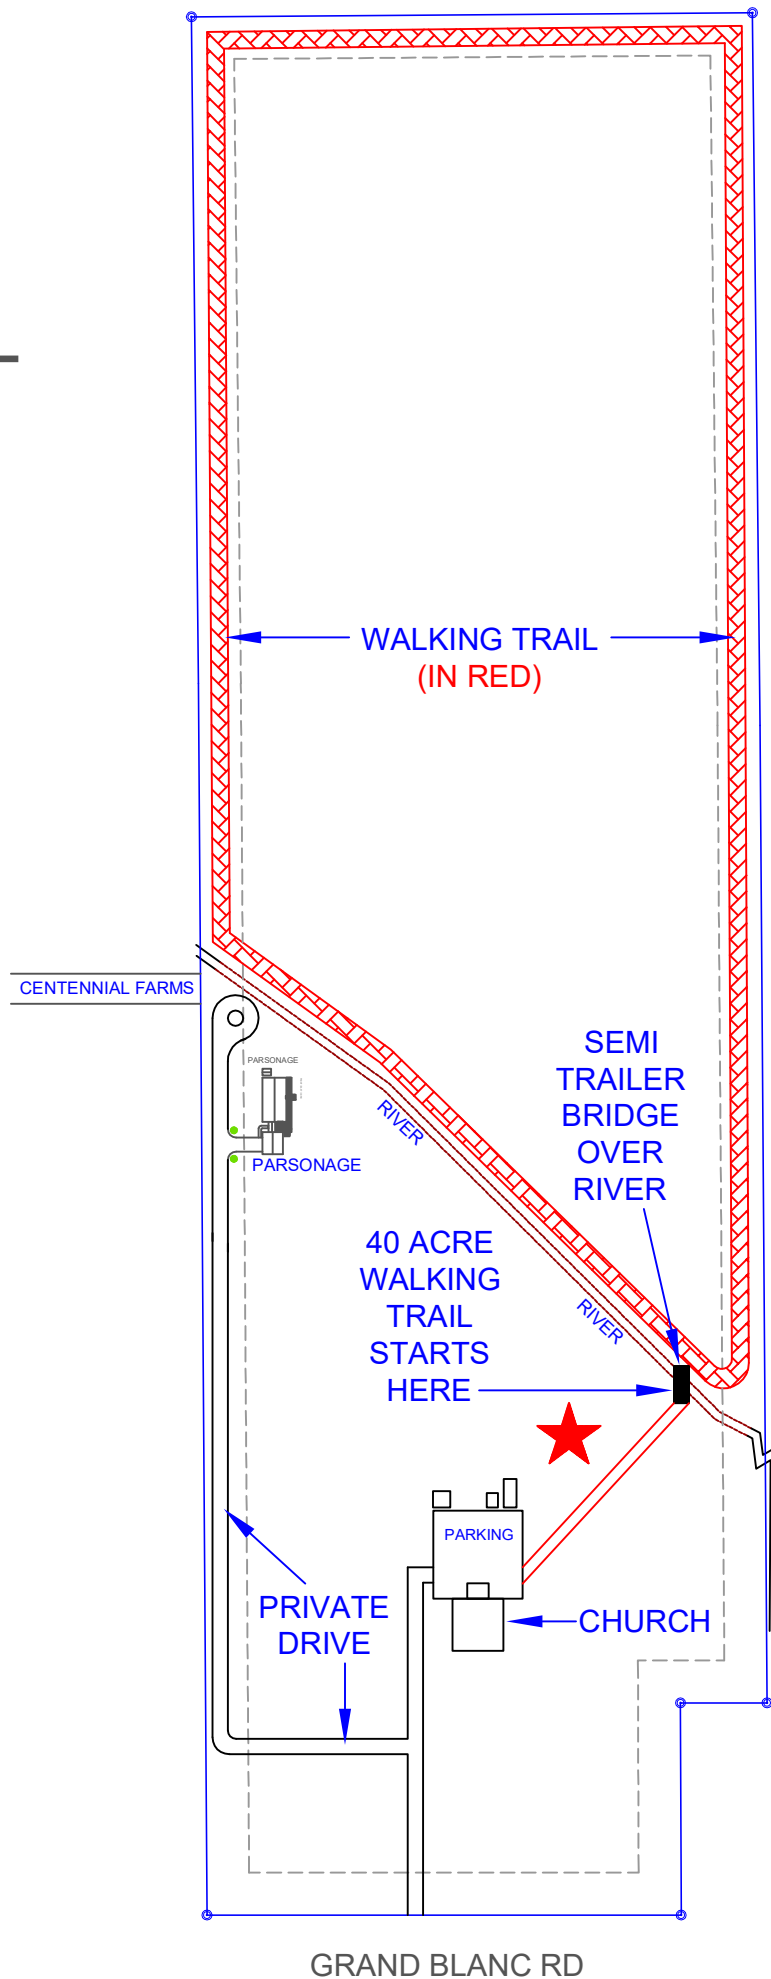 WALKING TRAIL
(IN RED)
CENTENNIAL FARMS
PARSONAGE
PARSONAGE
RIVER
SEMI
TRAILER
BRIDGE
OVER
RIVER
40 ACRE
WALKING
TRAIL
STARTS
HERE
RIVER
PARKING
PRIVATE
DRIVE
CHURCH
GRAND BLANC RD